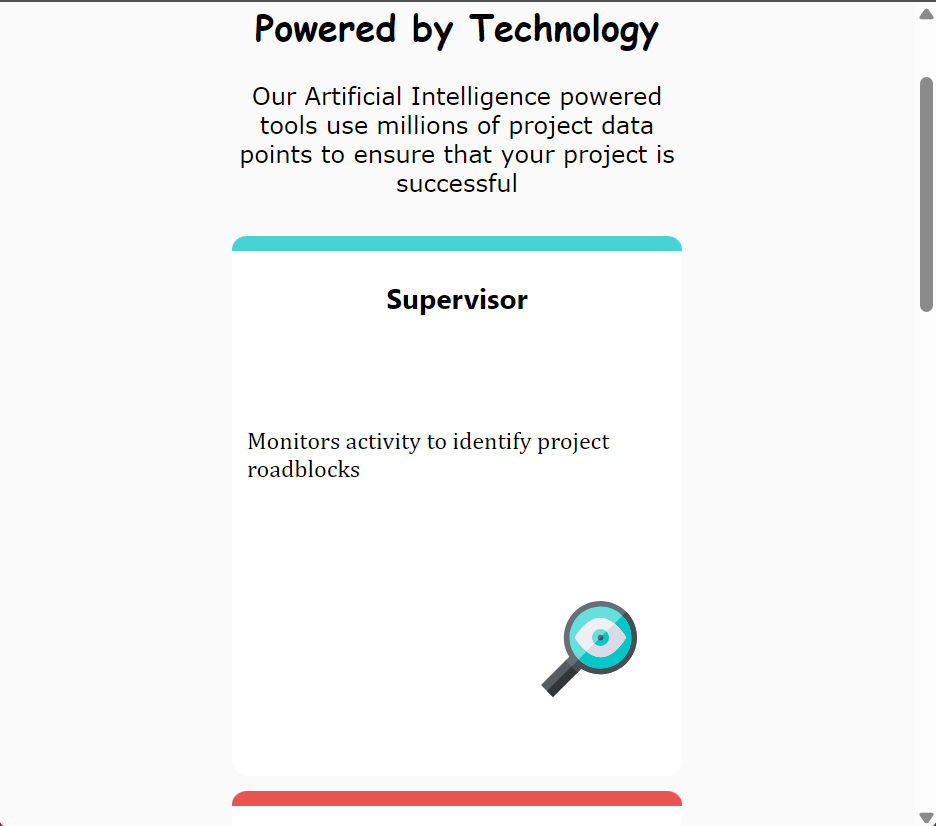 Powered by Technology
Our Artificial Intelligence powered
tools use millions of project data
points to ensure that your project is
successful
Supervisor
Monitors activity to identify project
roadblocks